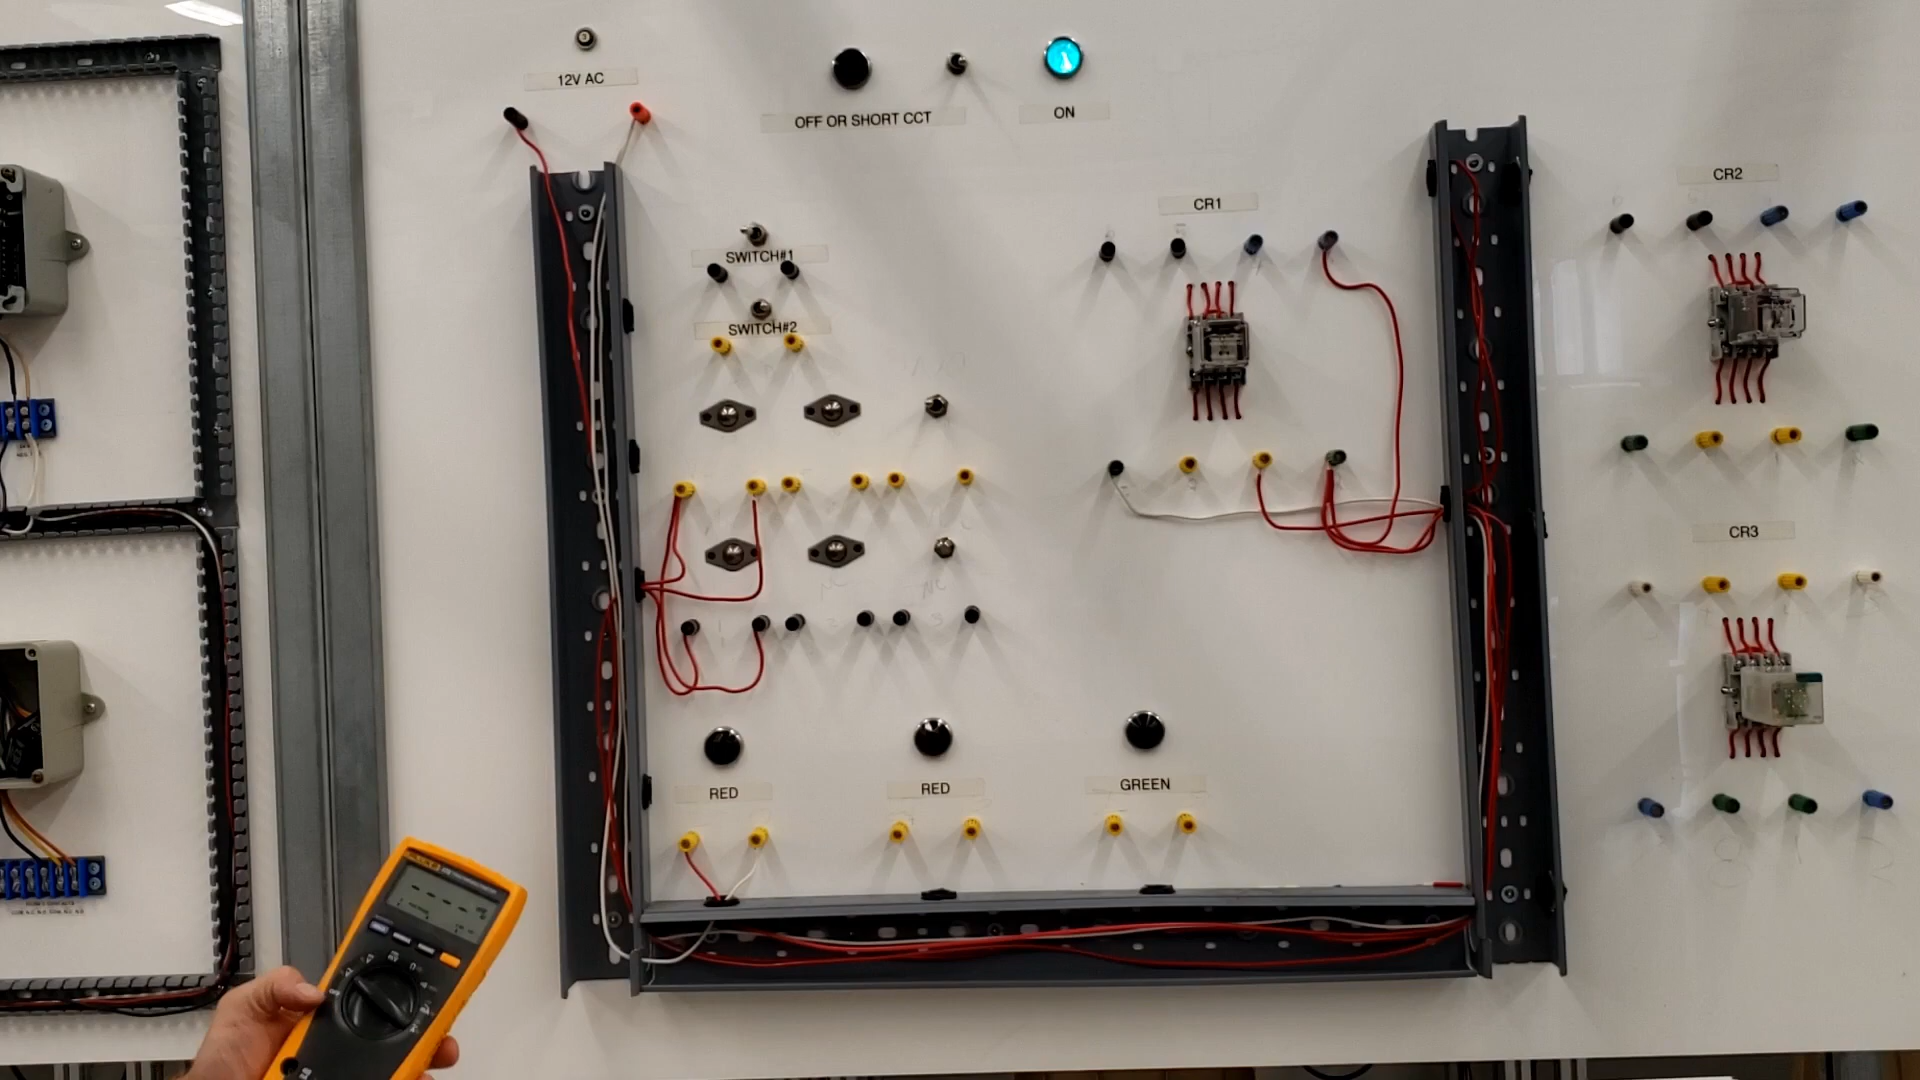 12V AC
OFF OR SHORT CCT
ON
CR2
CR1
SWITCH#1
SWITCH#2
CR3
RED
RED
GREEN